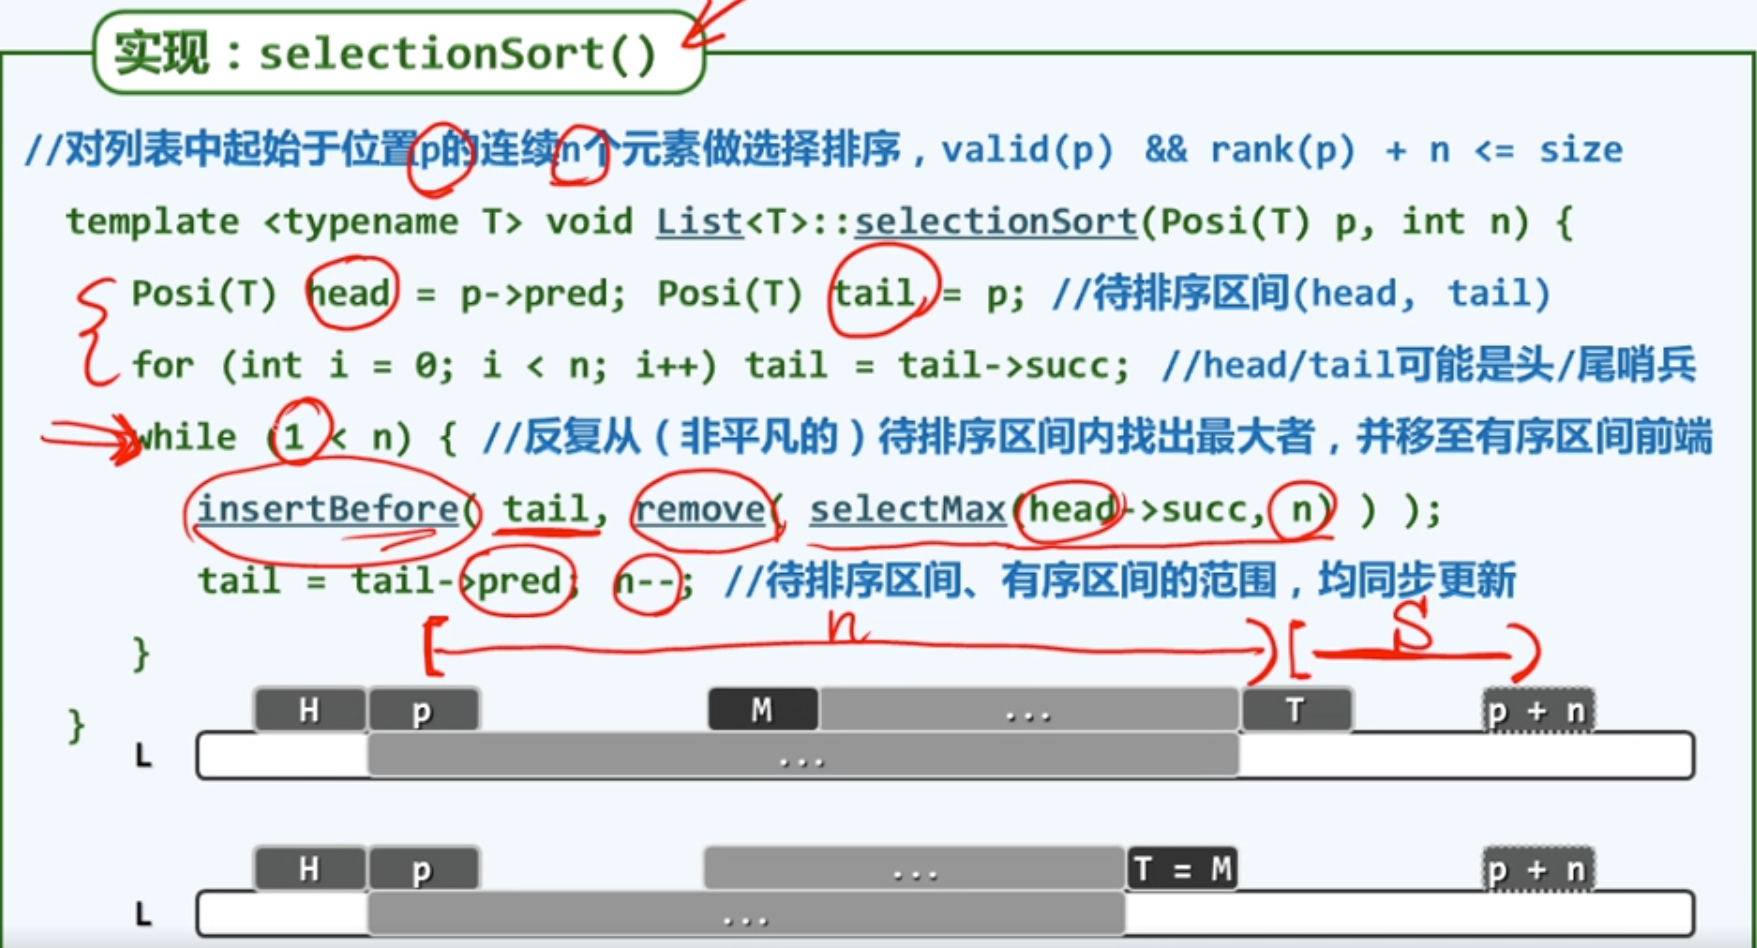 实现：selectionSort()
//对列表中起始于位置p的连续n个元素做选择排序，valid(p) && rank(p) + n <= size
template <typename T> void List<T>::selectionSort(Posi(T) p, int n) {
Posi(T) head = p->pred; Posi(T) tail = p; //待排序区间(head, tail)
for (int i = 0; i < n; i++) tail = tail->succ; //head/tail可能是头/尾哨兵
while (1 < n) { //反复从（非平凡的）待排序区间内找出最大者，并移至有序区间前端
insertBefore( tail, remove( selectMax(head->succ, n) ) );
tail = tail->pred; n--; //待排序区间、有序区间的范围，均同步更新
n S
}
H p M ... T p + n
}
L ...
H p ... T = M p + n
L ...